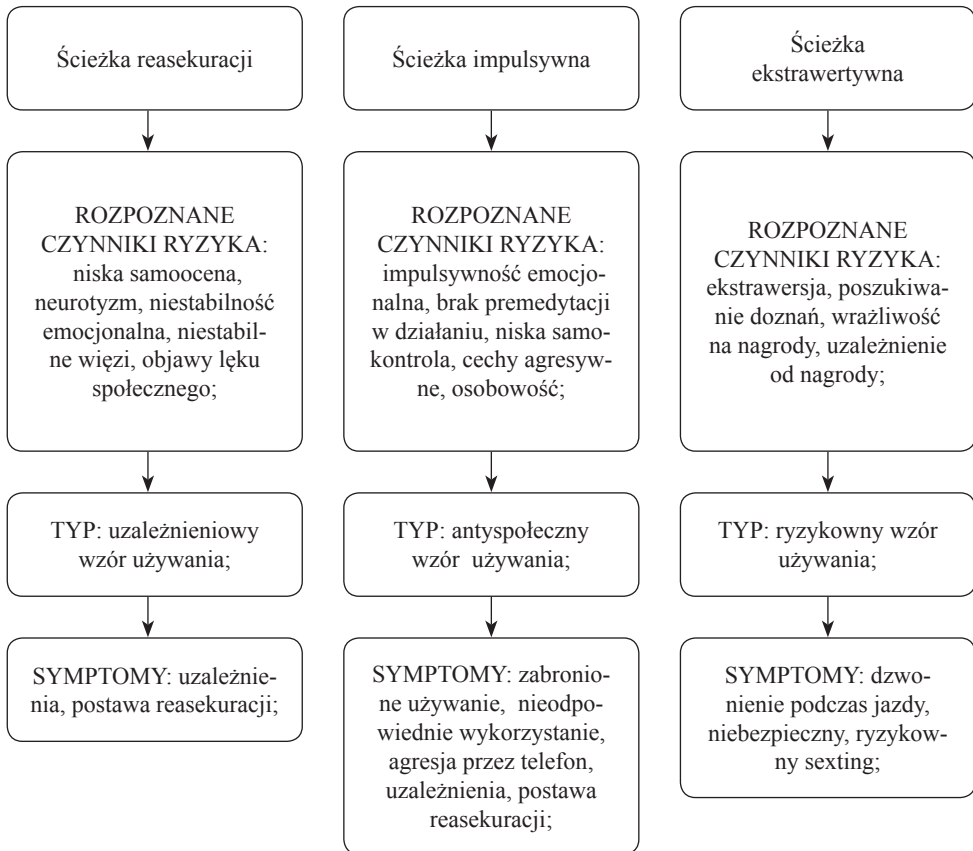 Ścieżka reasekuracji
Ścieżka impulsywna
Ścieżka
ekstrawertywna
ROZPOZNANE
CZYNNIKI RYZYKA:
niska samoocena,
neurotyzm, niestabilność
emocjonalna, niestabil-
ne więzi, objawy lęku
społecznego;
ROZPOZNANE
CZYNNIKI RYZYKA:
impulsywność emocjo-
nalna, brak premedytacji
w działaniu, niska samo-
kontrola, cechy agresyw-
ne, osobowość;
ROZPOZNANE
CZYNNIKI RYZYKA:
ekstrawersja, poszukiwa-
nie doznań, wrażliwość
na nagrody, uzależnienie
od nagrody;
TYP: uzależnieniowy
wzór używania;
TYP: antyspołeczny
wzór używania;
TYP: ryzykowny wzór
używania;
SYMPTOMY: uzależnie-
nia, postawa reasekuracji;
SYMPTOMY: zabronio-
ne używanie, nieodpo-
wiednie wykorzystanie,
agresja przez telefon,
uzależnienia, postawa
reasekuracji;
SYMPTOMY: dzwo-
nienie podczas jazdy,
niebezpieczny, ryzykow-
ny sexting;